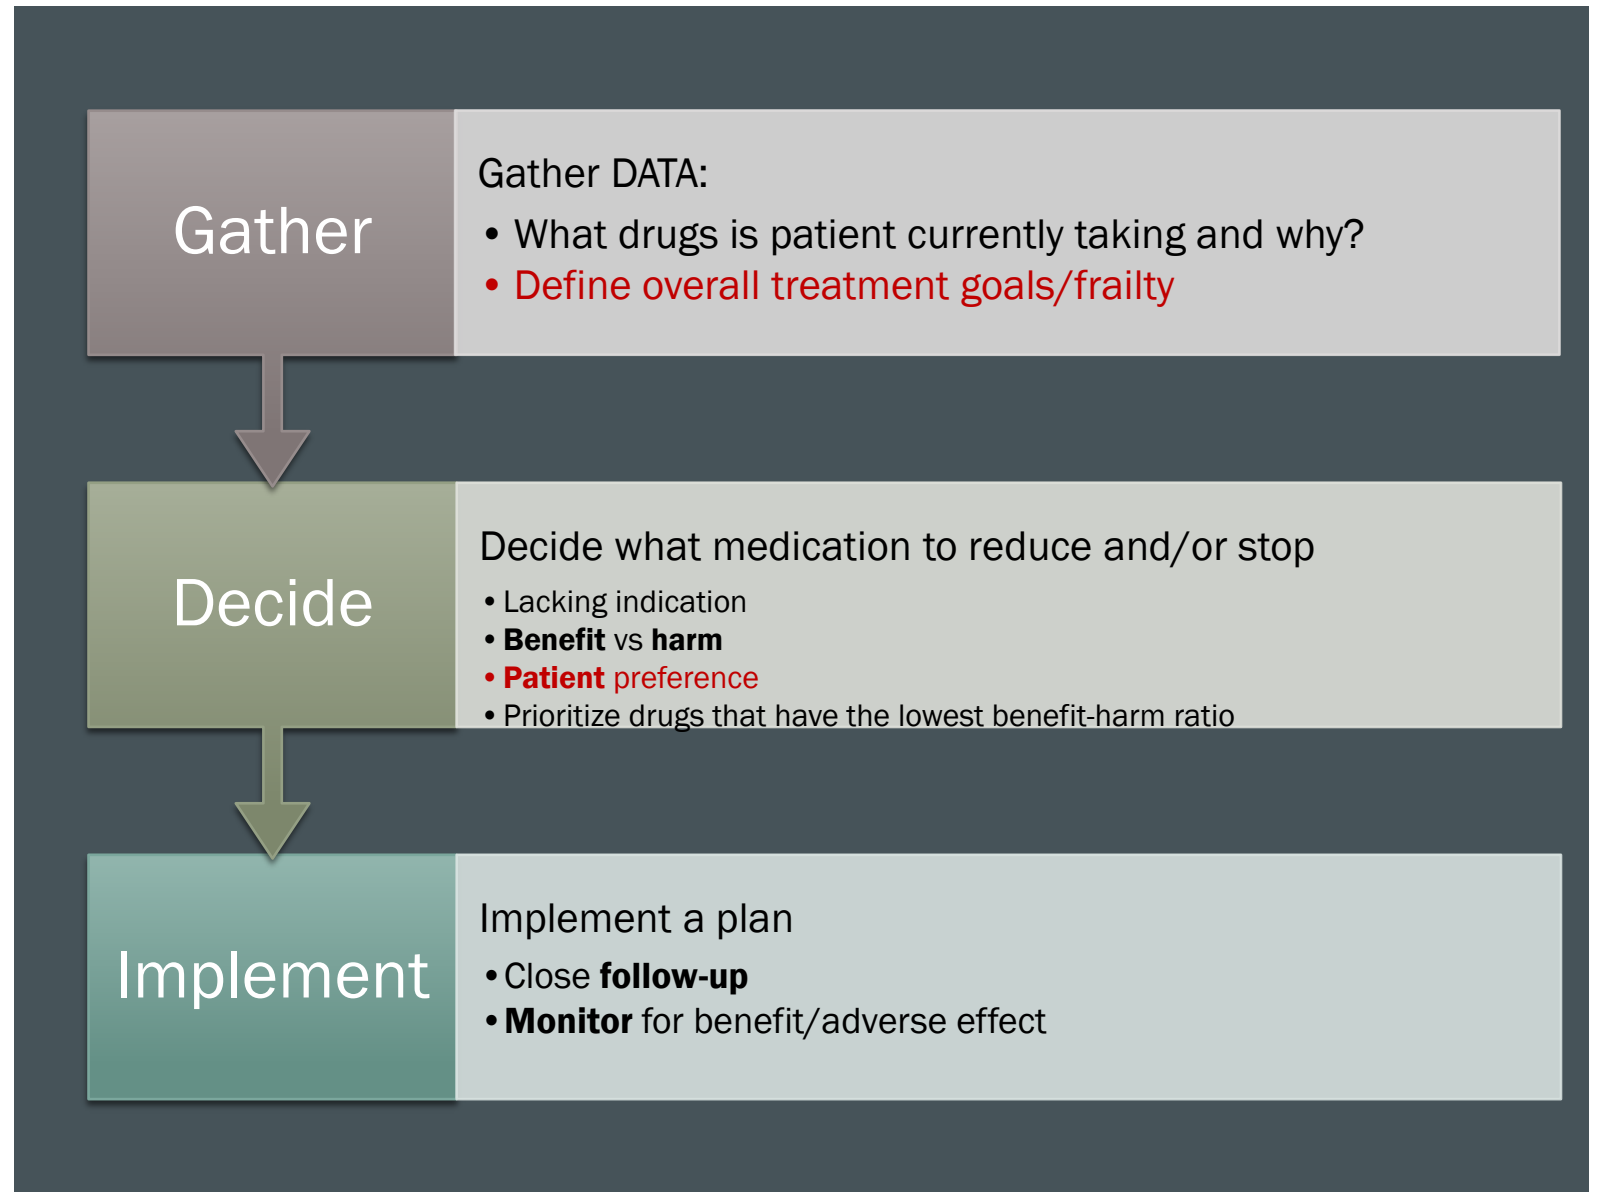 Gather
Gather DATA:
• What drugs is patient currently taking and why?
• Define overall treatment goals/frailty
Decide
Decide what medication to reduce and/or stop
• Lacking indication
• Benefit vs harm
• Patient preference
• Prioritize drugs that have the lowest benefit-harm ratio
Implement
Implement a plan
• Close follow-up
• Monitor for benefit/adverse effect